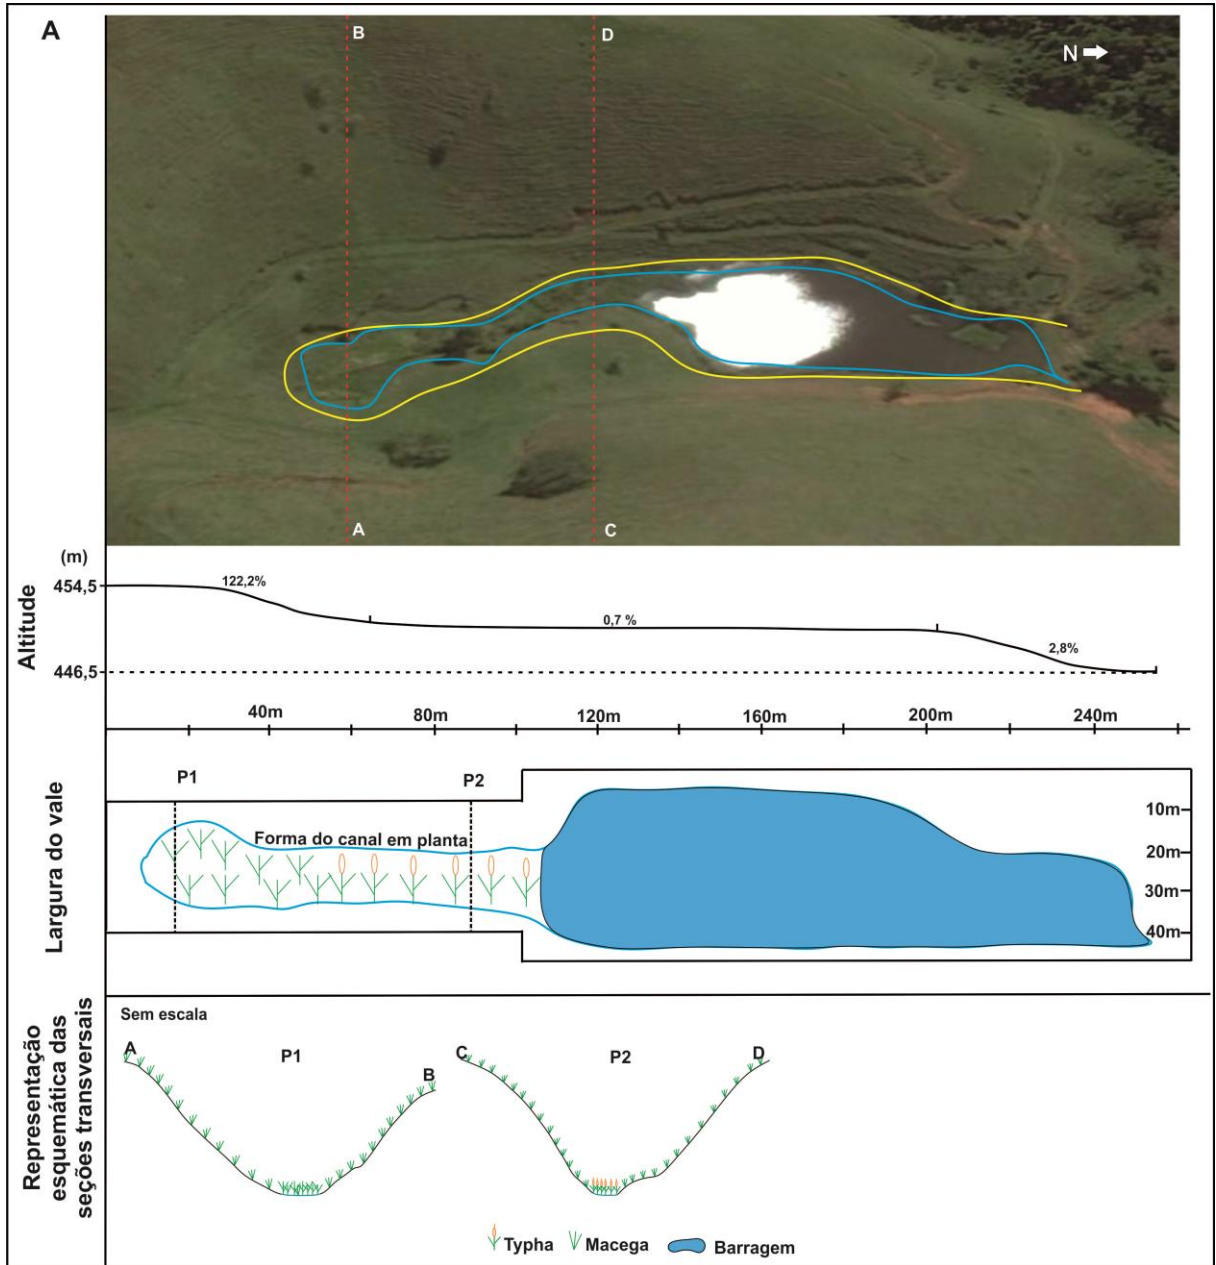 A
B
D
N
A
C
(m)
454,5
446,5
Altitude
122,2%
0,7 %
2,8%
40m
80m
120m
160m
200m
240m
Largura do vale
P1
P2
Forma do canal em planta
10m
20m
30m
40m
Representação
esquemática das
seções transversais
Sem escala
A
P1
B
C
P2
D
Typha
Macega
Barragem